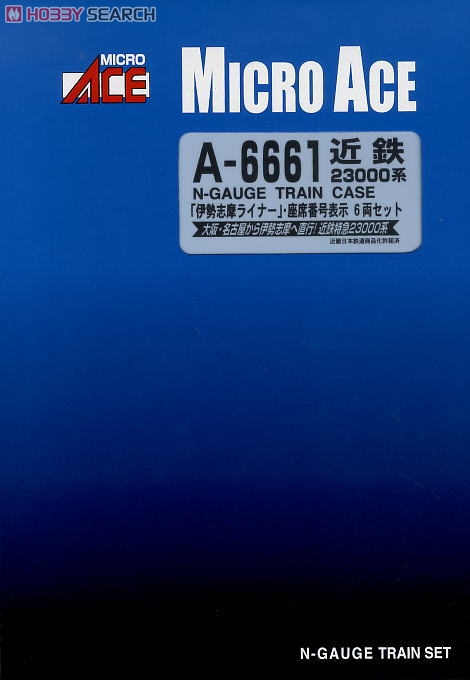 HOBBY SEARCH
MICRO
ACE
MICRO ACE
A-6661 近鉄
23000系
N-GAUGE TRAIN CASE
「伊勢志摩ライナー」・座席番号表示 6両セット
大阪・名古屋から伊勢志摩へ直行!近鉄特急23000系
近畿日本鉄道商品化許諾済
N-GAUGE TRAIN SET